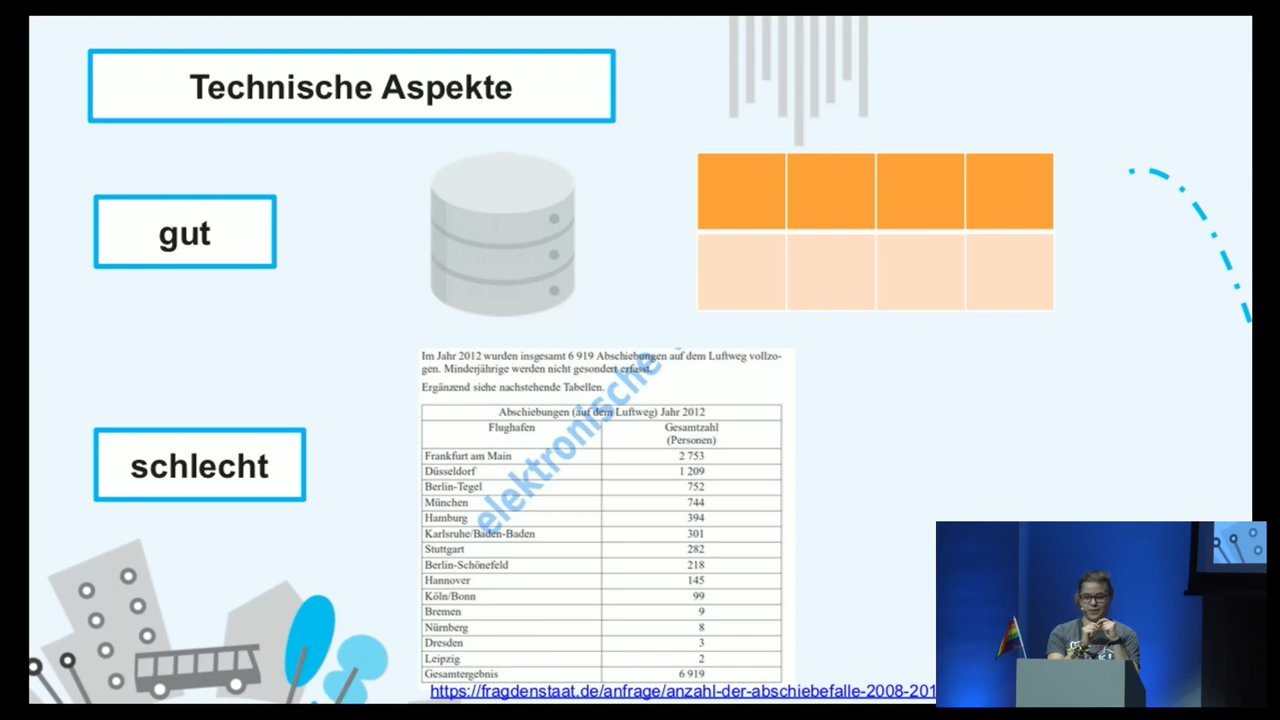 Technische Aspekte
gut
Im Jahr 2012 wurden insgesamt 6 919 Abschiebungen auf dem Luftweg vollzo-
gen. Minderjährige werden nicht gesondert erfasst.
Ergänzend siehe nachstehende Tabellen.
elektronische
Abschiebungen (auf dem Luftweg) Jahr 2012
Flughafen Gesamtzahl
(Personen)
Frankfurt am Main 2 753
Düsseldorf 1 209
Berlin-Tegel 752
München 744
schlecht
Hamburg 394
Karlsruhe/Baden-Baden 301
Stuttgart 282
Berlin-Schönefeld 218
Hannover 145
Köln/Bonn 99
Bremen 9
Nürnberg 8
Dresden 3
Leipzig 2
Gesamtergebnis 6 919
https://fragdenstaat.de/anfrage/anzahl-der-abschiebefalle-2008-201